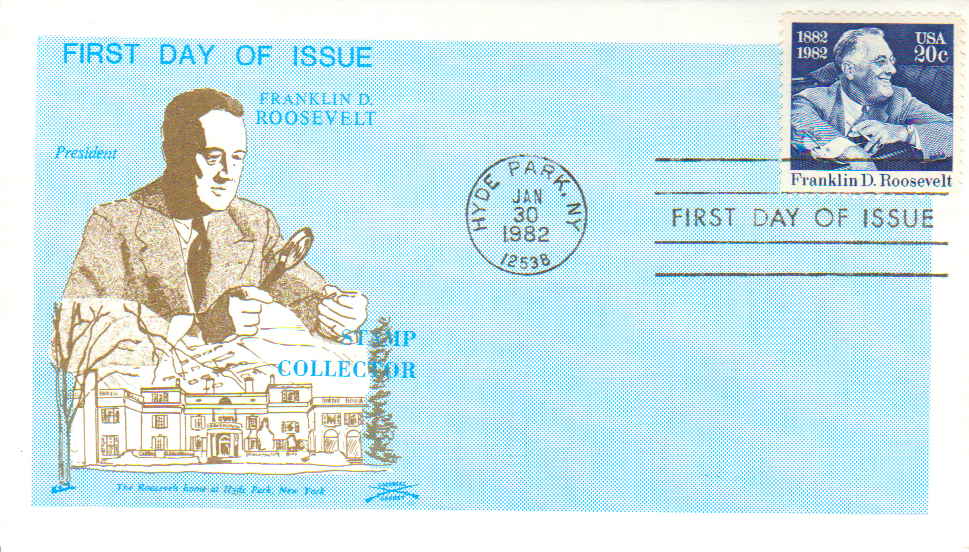 FIRST DAY OF ISSUE
FRANKLIN D.
ROOSEVELT
President
STAMP
COLLECTOR
The Roosevelt home at Hyde Park, New York
HYDE PARK, NY
JAN
30
1982
12538
1882
1982
USA
20c
Franklin D. Roosevelt
FIRST DAY OF ISSUE